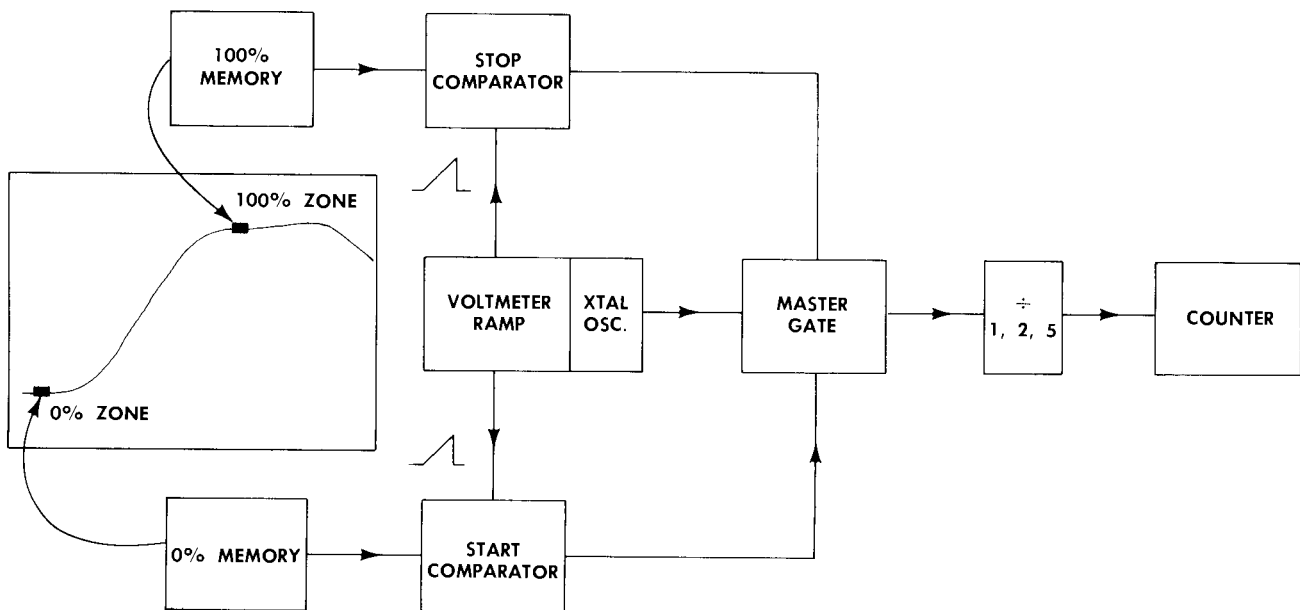 100%
MEMORY
STOP
COMPARATOR
100% ZONE
0% ZONE
VOLTMETER
RAMP
XTAL
OSC.
MASTER
GATE
÷
1, 2, 5
COUNTER
0% MEMORY
START
COMPARATOR